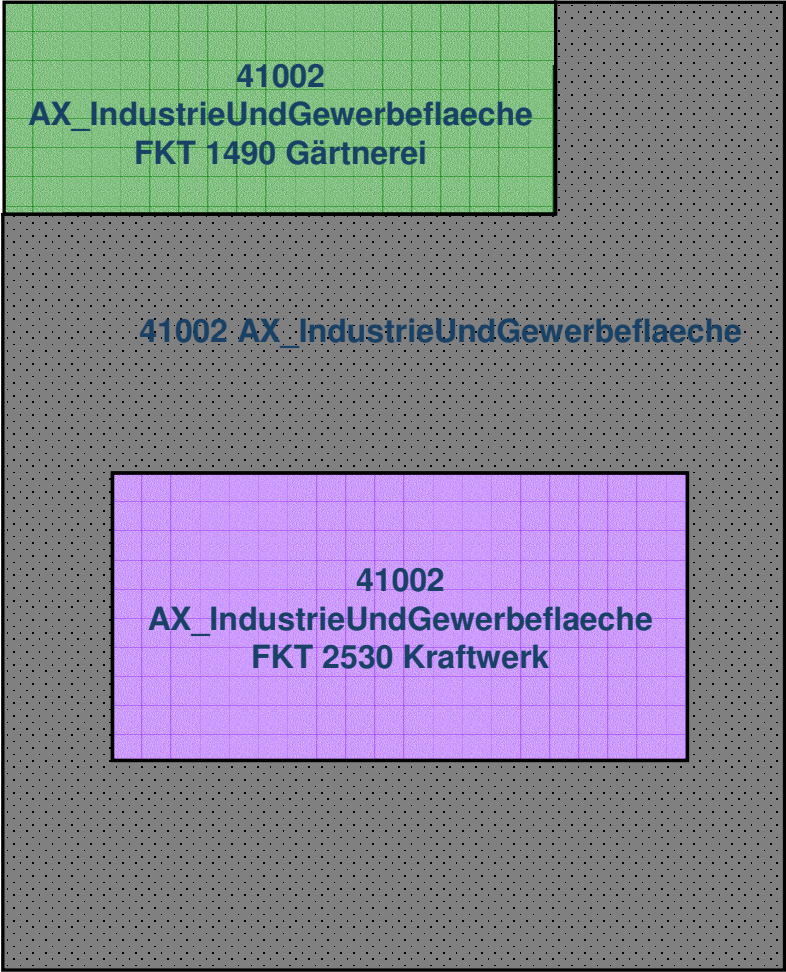 41002
AX_IndustrieUndGewerbeflaeche
FKT 1490 Gärtnerei
41002 AX_IndustrieUndGewerbeflaeche
41002
AX_IndustrieUndGewerbeflaeche
FKT 2530 Kraftwerk